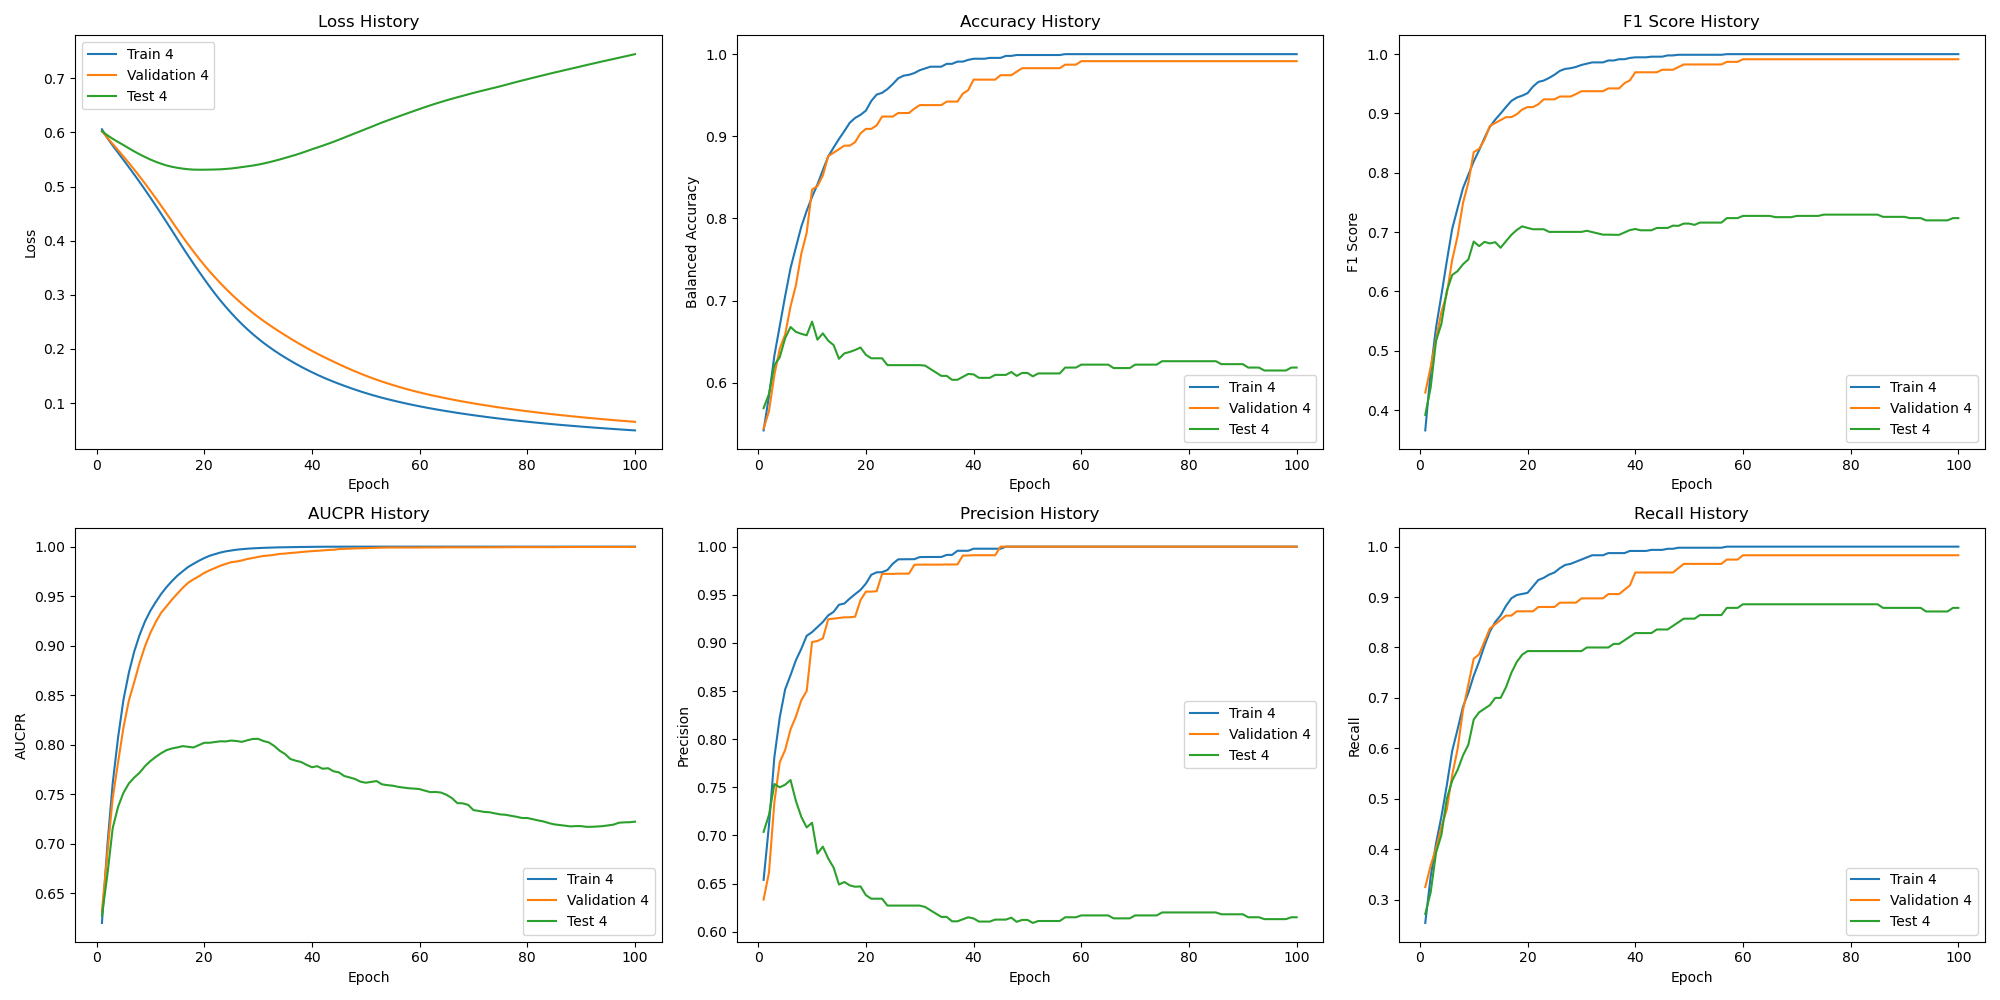 Loss History
Train 4
Validation 4
Test 4
0.7
0.6
0.5
0.4
0.3
0.2
0.1
Loss
0 20 40 60 80 100
Epoch
Accuracy History
1.0
0.9
0.8
0.7
0.6
Balanced Accuracy
Train 4
Validation 4
Test 4
0 20 40 60 80 100
Epoch
F1 Score History
1.0
0.9
0.8
0.7
0.6
0.5
0.4
F1 Score
Train 4
Validation 4
Test 4
0 20 40 60 80 100
Epoch
AUCPR History
1.00
0.95
0.90
0.85
0.80
0.75
0.70
0.65
AUCPR
Train 4
Validation 4
Test 4
0 20 40 60 80 100
Epoch
Precision History
1.00
0.95
0.90
0.85
0.80
0.75
0.70
0.65
0.60
Precision
Train 4
Validation 4
Test 4
0 20 40 60 80 100
Epoch
Recall History
1.0
0.9
0.8
0.7
0.6
0.5
0.4
0.3
Recall
Train 4
Validation 4
Test 4
0 20 40 60 80 100
Epoch